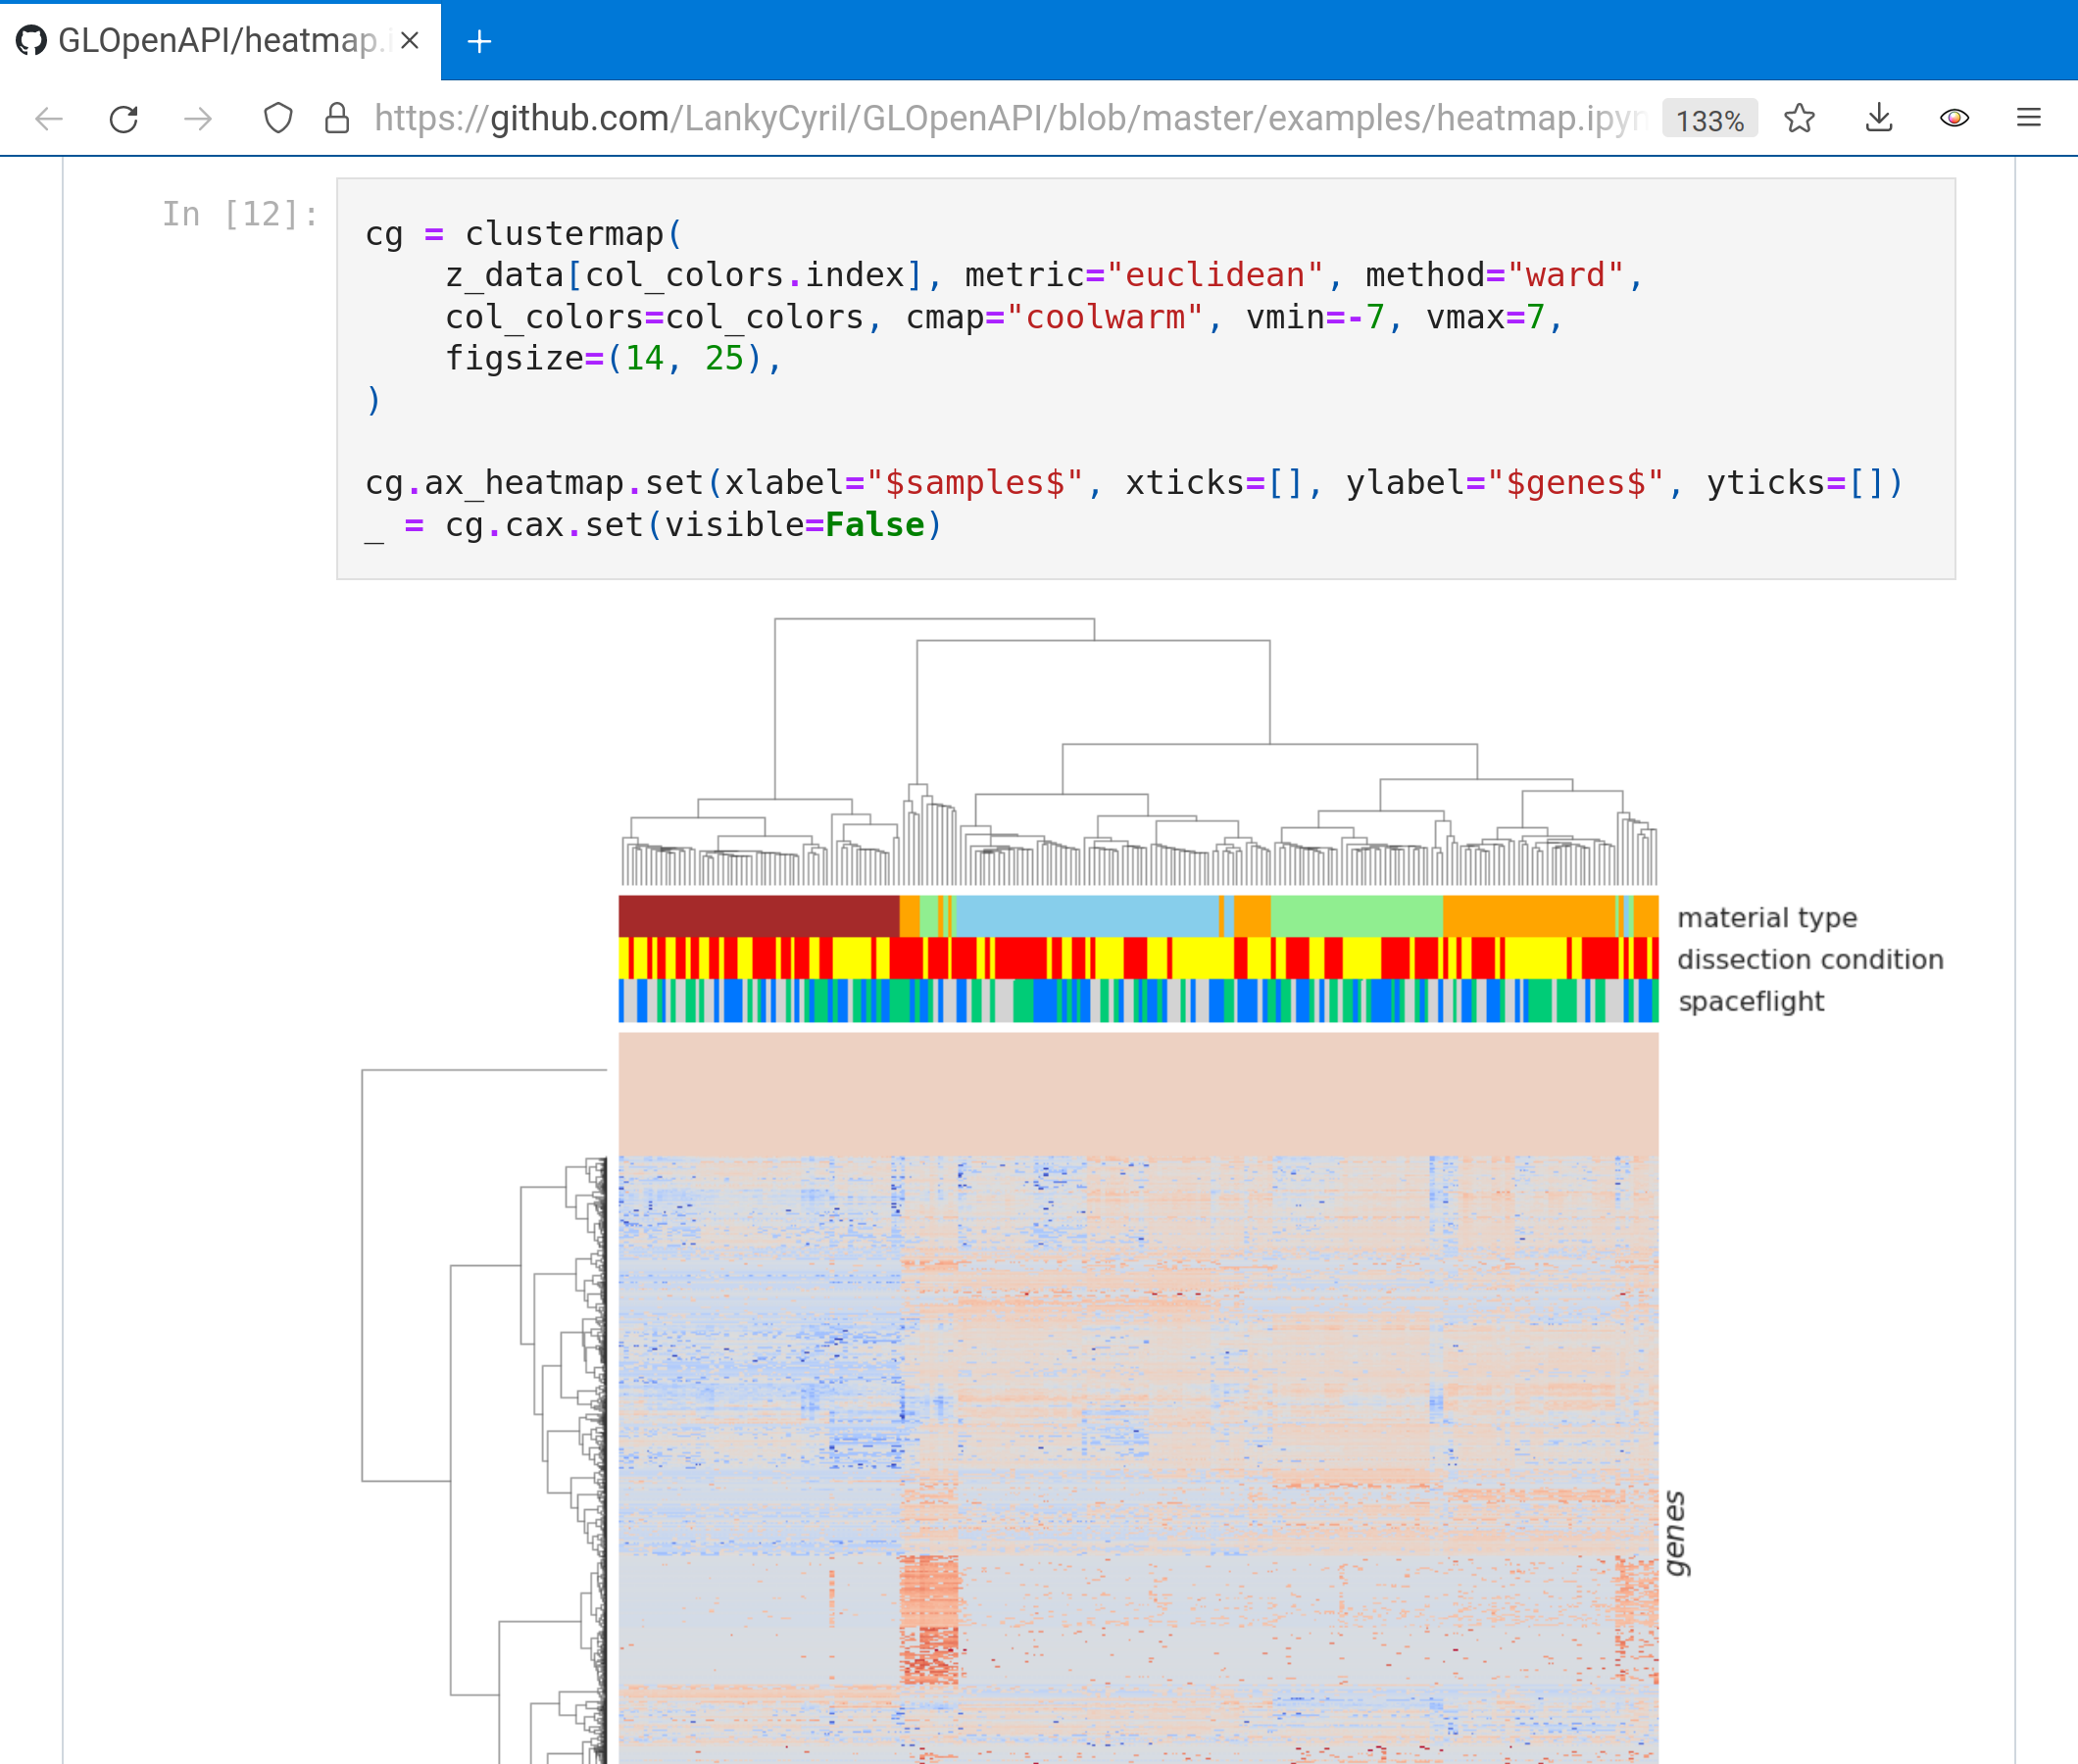 GLOpenAPI/heatmap.i
https://github.com/LankyCyril/GLOpenAPI/blob/master/examples/heatmap.ipyn
133%
In [12]:
cg = clustermap(
    z_data[col_colors.index], metric="euclidean", method="ward",
    col_colors=col_colors, cmap="coolwarm", vmin=-7, vmax=7,
    figsize=(14, 25),
)
cg.ax_heatmap.set(xlabel="$samples$", xticks=[], ylabel="$genes$", yticks=[])
_ = cg.cax.set(visible=False)
material type
dissection condition
spaceflight
genes